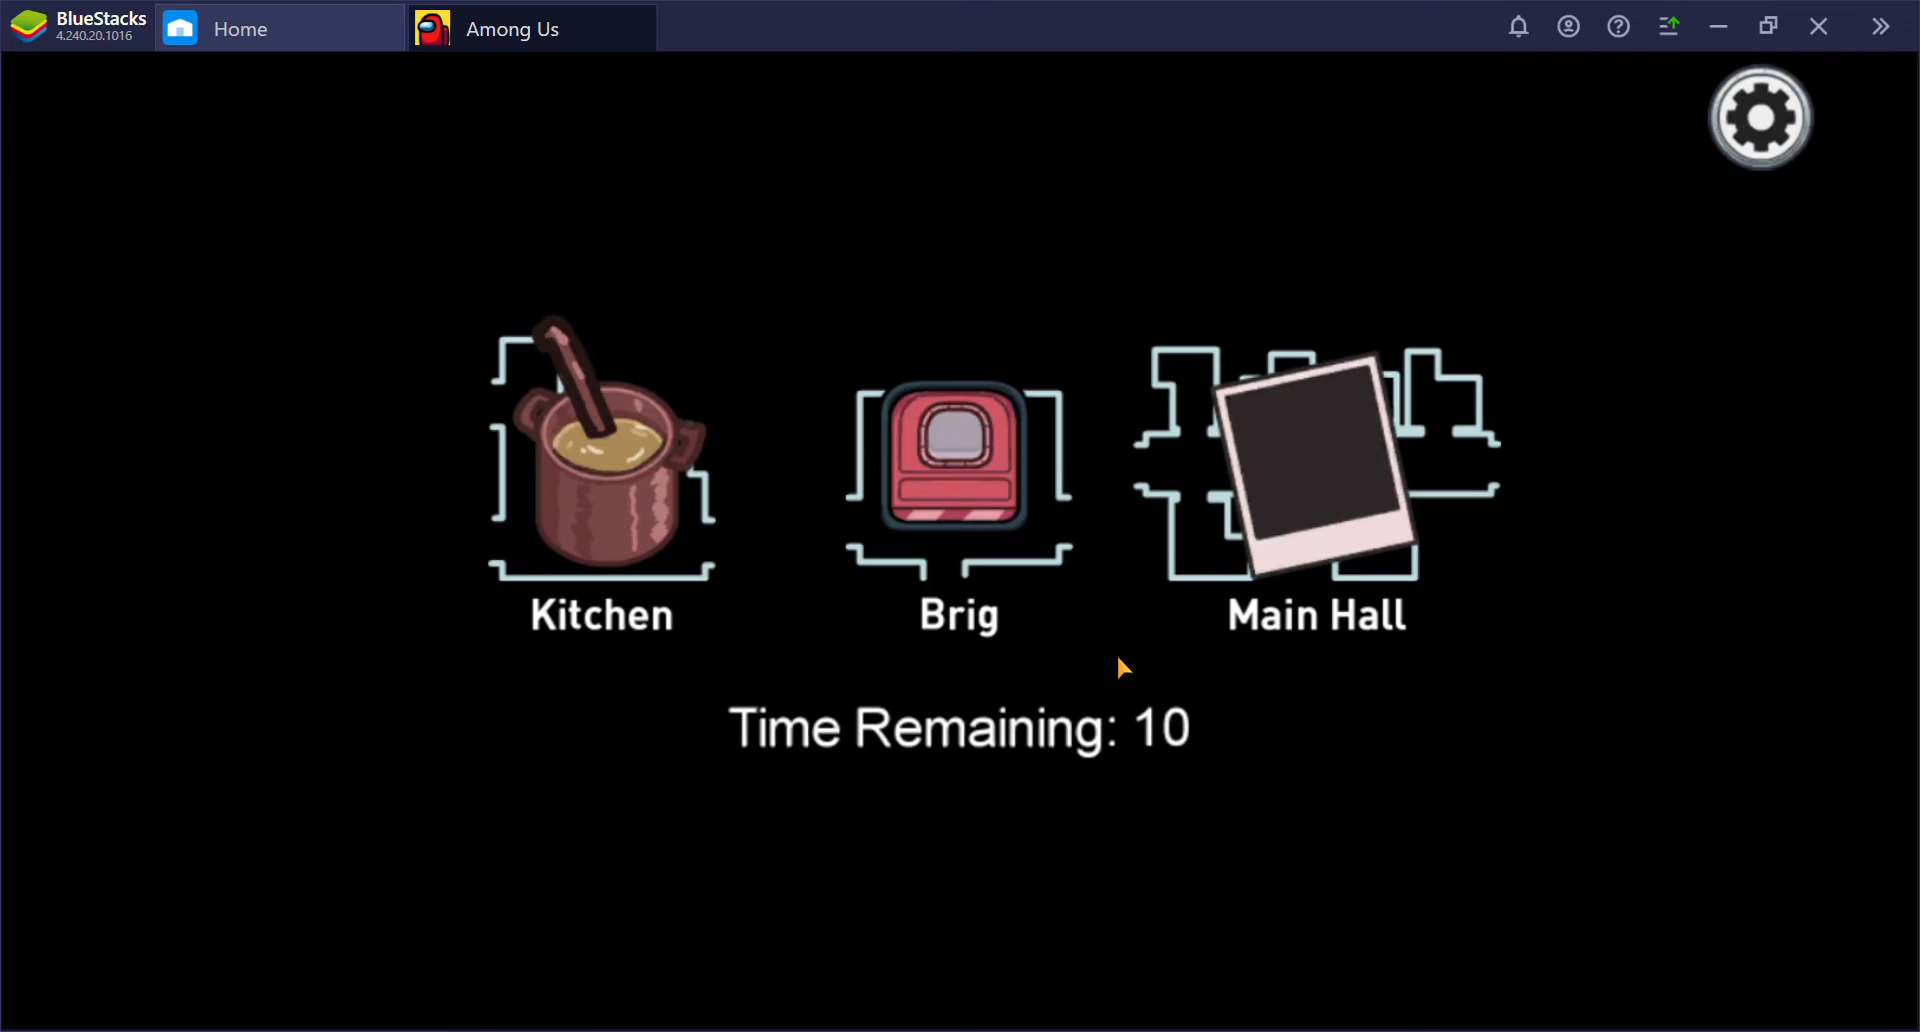 BlueStacks
4.240.20.1016
Home
Among Us
Kitchen
Brig
Main Hall
Time Remaining: 10